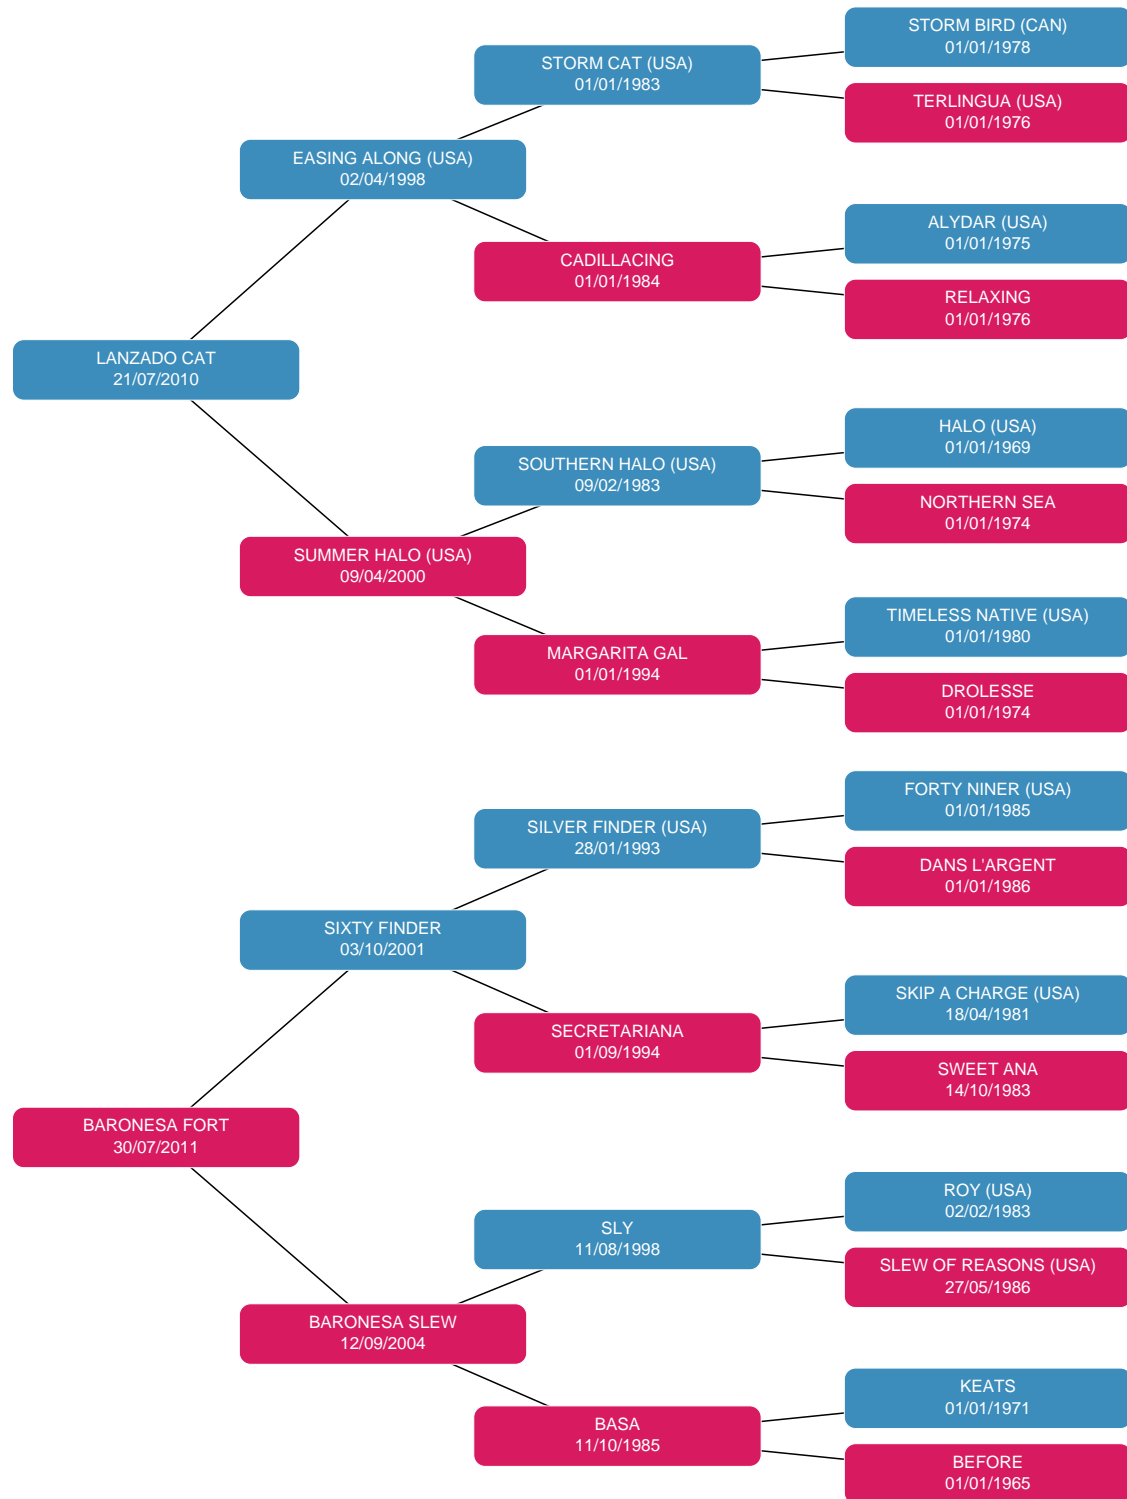 STORM BIRD (CAN)
01/01/1978
STORM CAT (USA)
01/01/1983
TERLINGUA (USA)
01/01/1976
EASING ALONG (USA)
02/04/1998
ALYDAR (USA)
01/01/1975
CADILLACING
01/01/1984
RELAXING
01/01/1976
LANZADO CAT
21/07/2010
HALO (USA)
01/01/1969
SOUTHERN HALO (USA)
09/02/1983
NORTHERN SEA
01/01/1974
SUMMER HALO (USA)
09/04/2000
TIMELESS NATIVE (USA)
01/01/1980
MARGARITA GAL
01/01/1994
DROLESSE
01/01/1974
FORTY NINER (USA)
01/01/1985
SILVER FINDER (USA)
28/01/1993
DANS L'ARGENT
01/01/1986
SIXTY FINDER
03/10/2001
SKIP A CHARGE (USA)
18/04/1981
SECRETARIANA
01/09/1994
SWEET ANA
14/10/1983
BARONESA FORT
30/07/2011
ROY (USA)
02/02/1983
SLY
11/08/1998
SLEW OF REASONS (USA)
27/05/1986
BARONESA SLEW
12/09/2004
KEATS
01/01/1971
BASA
11/10/1985
BEFORE
01/01/1965